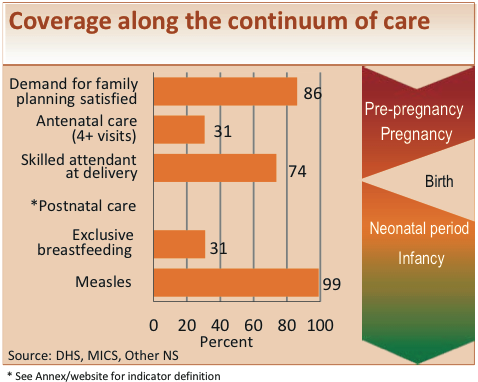 Coverage along the continuum of care
Demand for family
planning satisfied
86
Antenatal care
(4+ visits)
31
Skilled attendant
at delivery
74
*Postnatal care
Exclusive
breastfeeding
31
Measles
99
0 20 40 60 80 100
Percent
Pre-pregnancy
Pregnancy
Birth
Neonatal period
Infancy
Source: DHS, MICS, Other NS
* See Annex/website for indicator definition